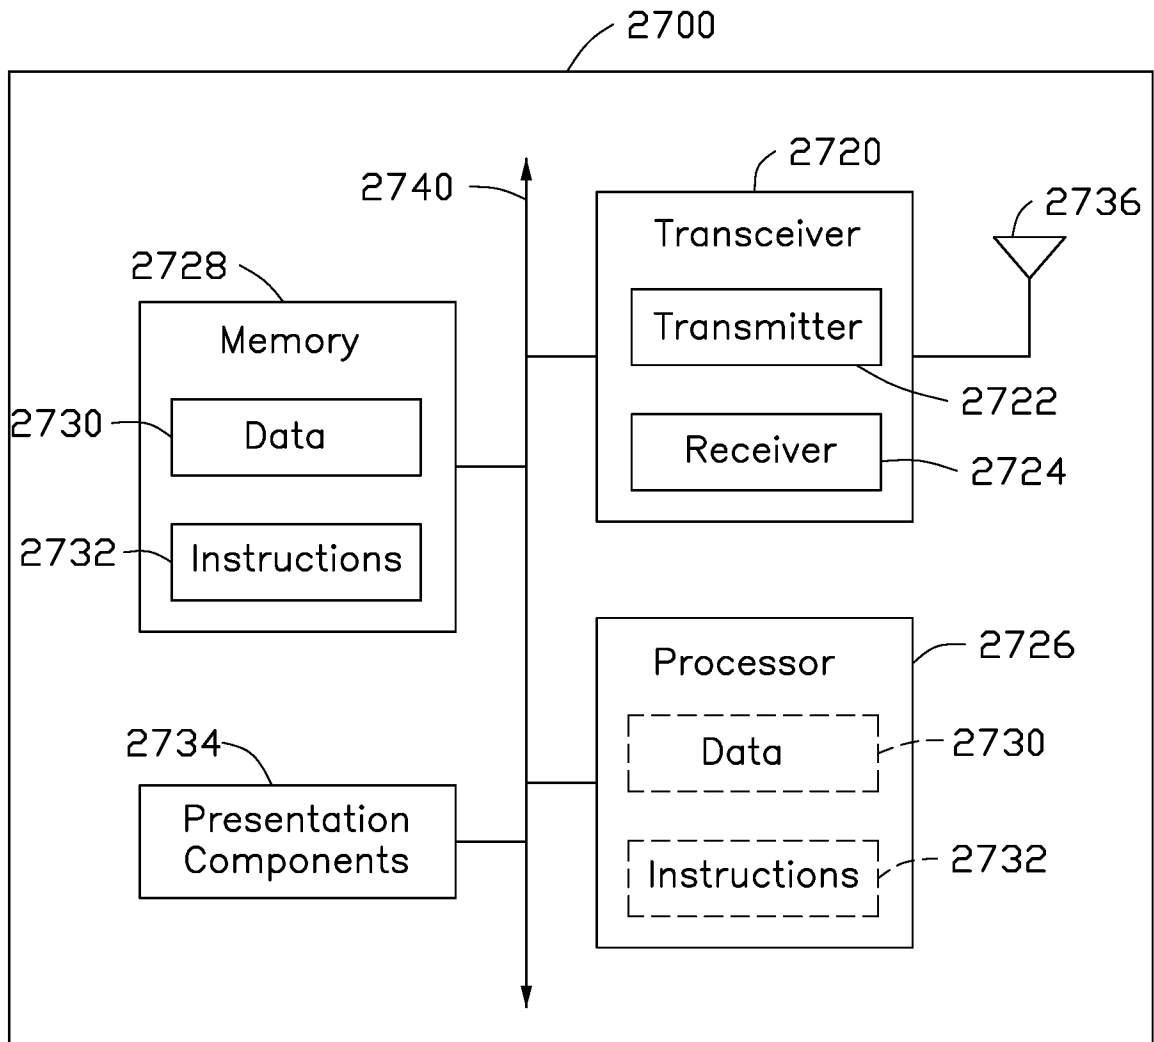 2700
2720
2740
Transceiver
2736
2728
Memory
Transmitter
2722
2730
Data
Receiver
2724
2732
Instructions
Processor
2726
2734
Data
2730
Presentation
Components
Instructions
2732